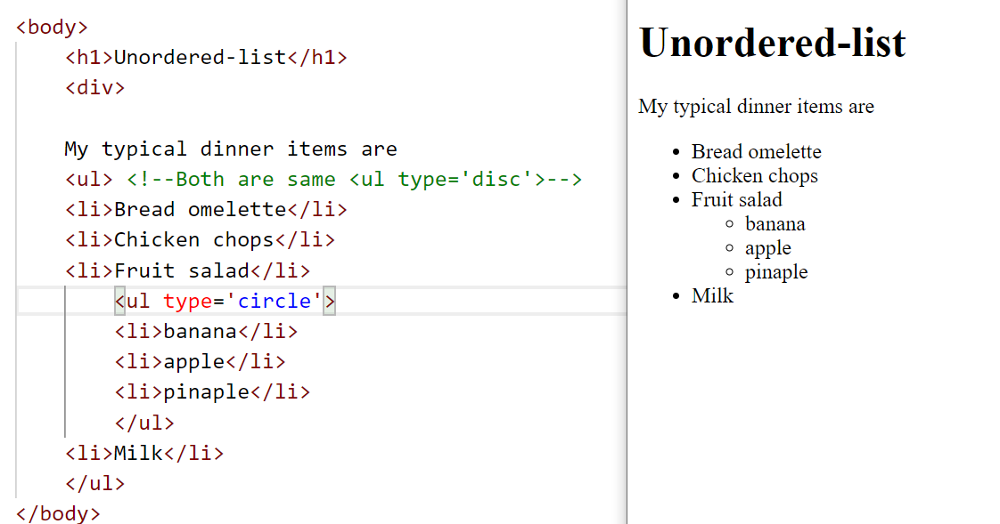 <body>
<h1>Unordered-list</h1>
<div>
My typical dinner items are
<ul> <!--Both are same <ul type='disc'>-->
<li>Bread omelette</li>
<li>Chicken chops</li>
<li>Fruit salad</li>
<ul type='circle'>
<li>banana</li>
<li>apple</li>
<li>pinaple</li>
</ul>
<li>Milk</li>
</ul>
</body>
Unordered-list
My typical dinner items are
• Bread omelette
• Chicken chops
• Fruit salad
◦ banana
◦ apple
◦ pinaple
• Milk